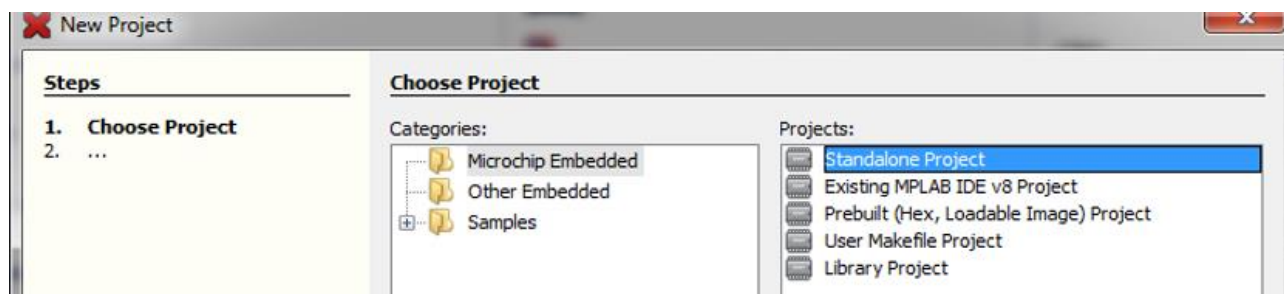 New Project
Steps
1. Choose Project
2. ...
Choose Project
Categories:
Microchip Embedded
Other Embedded
Samples
Projects:
Standalone Project
Existing MPLAB IDE v8 Project
Prebuilt (Hex, Loadable Image) Project
User Makefile Project
Library Project